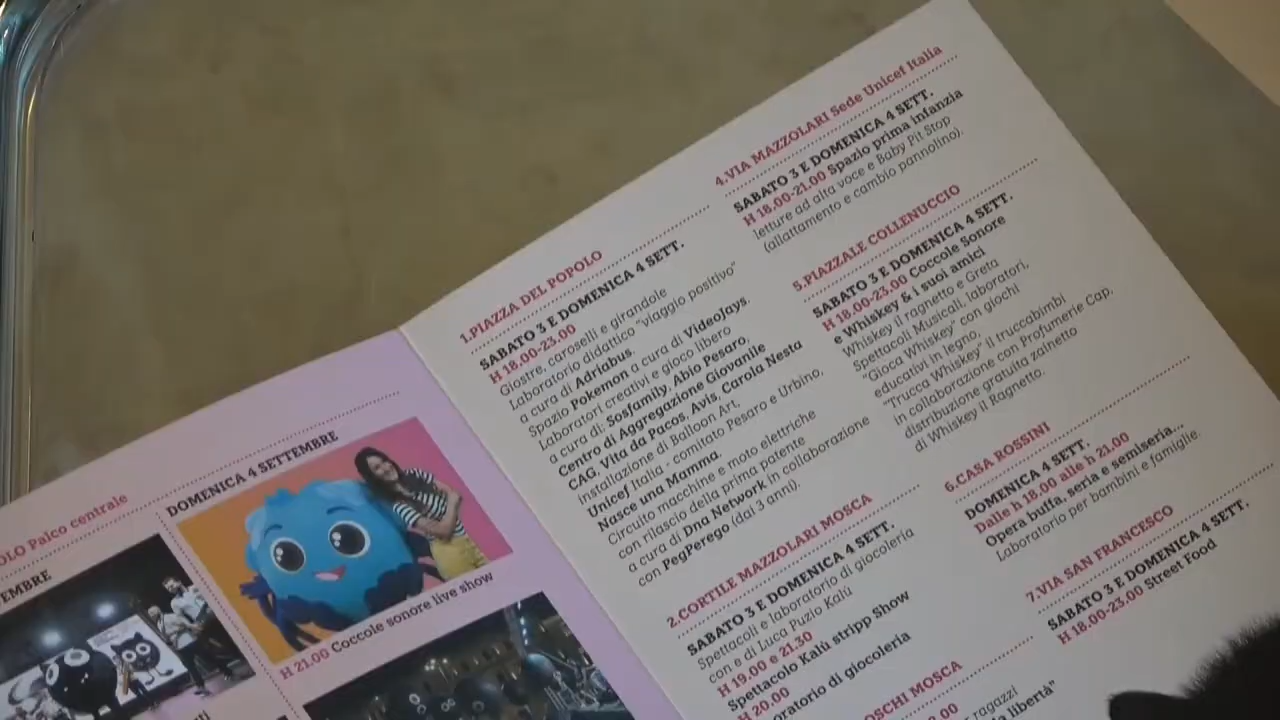 OLO Palco centrale
EMBRE
DOMENICA 4 SETTEMBRE
H 21.00 Coccole sonore live show
1.PIAZZA DEL POPOLO
SABATO 3 E DOMENICA 4 SETT.
H 18.00-23.00
Giostre, caroselli e girandole
Laboratorio didattico "viaggio positivo"
a cura di Adriabus.
Spazio Pokemon a cura di VideoJays.
Laboratori creativi e gioco libero
a cura di: Sosfamily, Abio Pesaro,
Centro di Aggregazione Giovanile
CAG, Vita da Pacos, Avis, Carola Nesta
installazione di Balloon Art,
Unicef Italia - comitato Pesaro e Urbino,
Nasce una Mamma.
Circuito macchine e moto elettriche
con rilascio della prima patente
a cura di Dna Network in collaborazione
con PegPerego (dai 3 anni).
2.CORTILE MAZZOLARI MOSCA
SABATO 3 E DOMENICA 4 SETT.
Spettacoli e laboratorio di giocoleria
con e di Luca Puzio Kalù
H 19.00 e 21.30
Spettacolo Kalù stripp Show
H 20.00
oratorio di giocoleria
OSCHI MOSCA
ragazzi
libertà"
4.VIA MAZZOLARI Sede Unicef Italia
SABATO 3 E DOMENICA 4 SETT.
H 18.00-21.00 Spazio prima infanzia
letture ad alta voce e Baby Pit Stop
(allattamento e cambio pannolino).
5.PIAZZALE COLLENUCCIO
SABATO 3 E DOMENICA 4 SETT.
H 18.00-23.00 Coccole Sonore
e Whiskey & i suoi amici
Whiskey il ragnetto e Greta
Spettacoli Musicali, laboratori,
"Gioca Whiskey" con giochi
educativi in legno,
"Trucca Whiskey" il truccabimbi
in collaborazione con Profumerie Cap.
distribuzione gratuita zainetto
di Whiskey il Ragnetto.
6.CASA ROSSINI
DOMENICA 4 SETT.
Dalle h 18.00 alle h 21.00
Opera buffa, seria e semiseria...
Laboratorio per bambini e famiglie.
7.VIA SAN FRANCESCO
SABATO 3 E DOMENICA 4 SETT.
H 18.00-23.00 Street Food